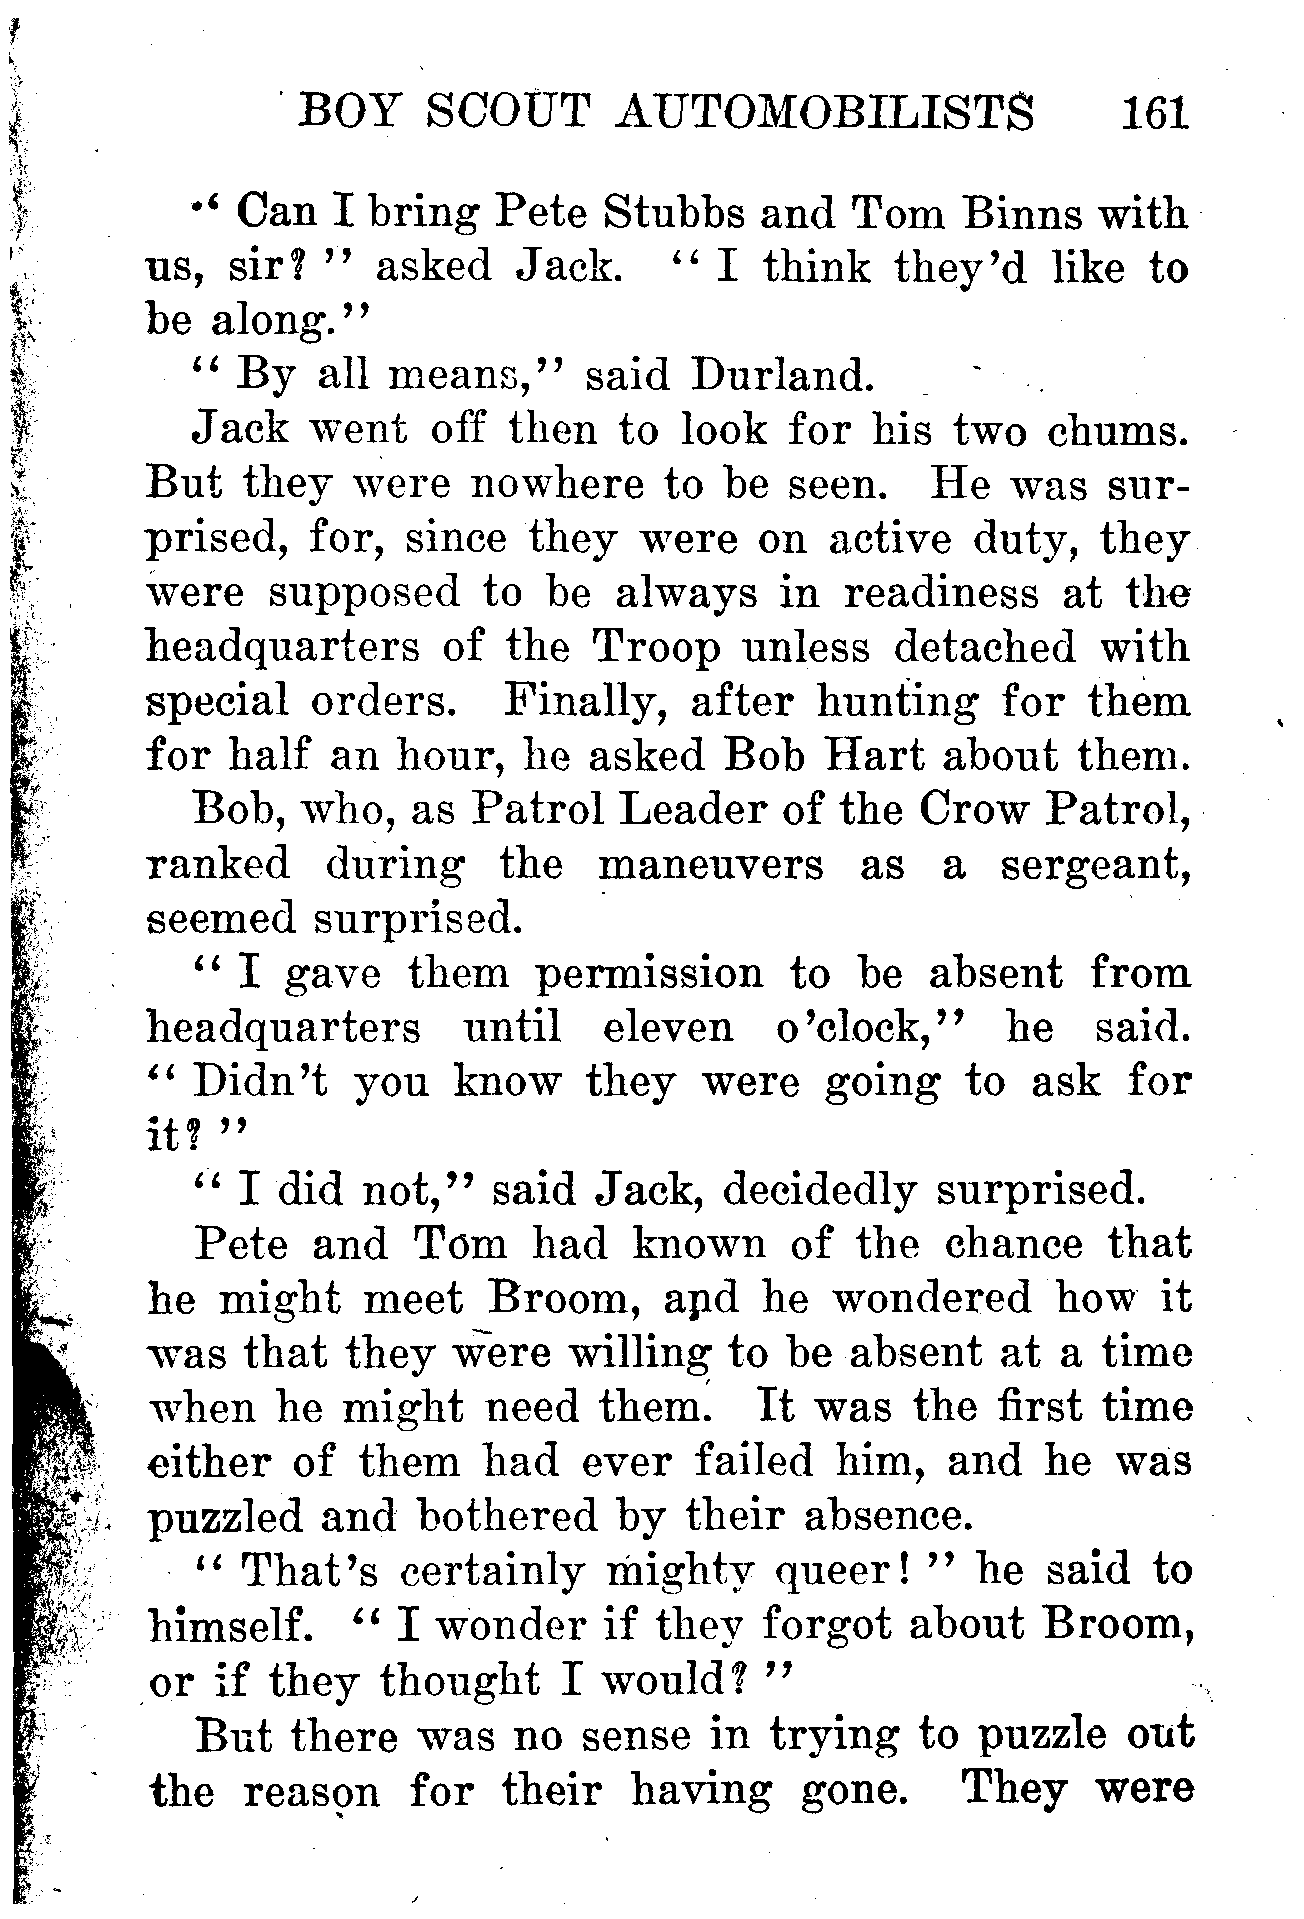 BOY SCOUT AUTOMOBILISTS 161
“ Can I bring Pete Stubbs and Tom Binns with
us, sir? ” asked Jack. “ I think they’d like to
be along.”
“ By all means,” said Durland.
Jack went off then to look for his two chums.
But they were nowhere to be seen. He was sur-
prised, for, since they were on active duty, they
were supposed to be always in readiness at the
headquarters of the Troop unless detached with
special orders. Finally, after hunting for them
for half an hour, he asked Bob Hart about them.
Bob, who, as Patrol Leader of the Crow Patrol,
ranked during the maneuvers as a sergeant,
seemed surprised.
“ I gave them permission to be absent from
headquarters until eleven o’clock,” he said.
“ Didn’t you know they were going to ask for
it? ”
“ I did not,” said Jack, decidedly surprised.
Pete and Tom had known of the chance that
he might meet Broom, and he wondered how it
was that they were willing to be absent at a time
when he might need them. It was the first time
either of them had ever failed him, and he was
puzzled and bothered by their absence.
“ That’s certainly mighty queer! ” he said to
himself. “ I wonder if they forgot about Broom,
or if they thought I would? ”
But there was no sense in trying to puzzle out
the reason for their having gone. They were